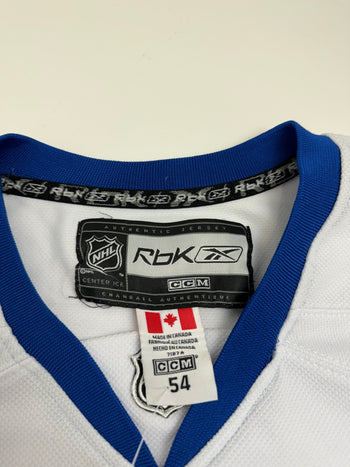 RbK RbK RbK
AUTHENTIC JERSEY
NHL
RbK
CENTER ICE
CCM
CHANDAIL AUTHENTIQUE
MADE IN CANADA
FABRIQUÉ AU CANADA
HECHO EN CANADA
7187A
CCM
54